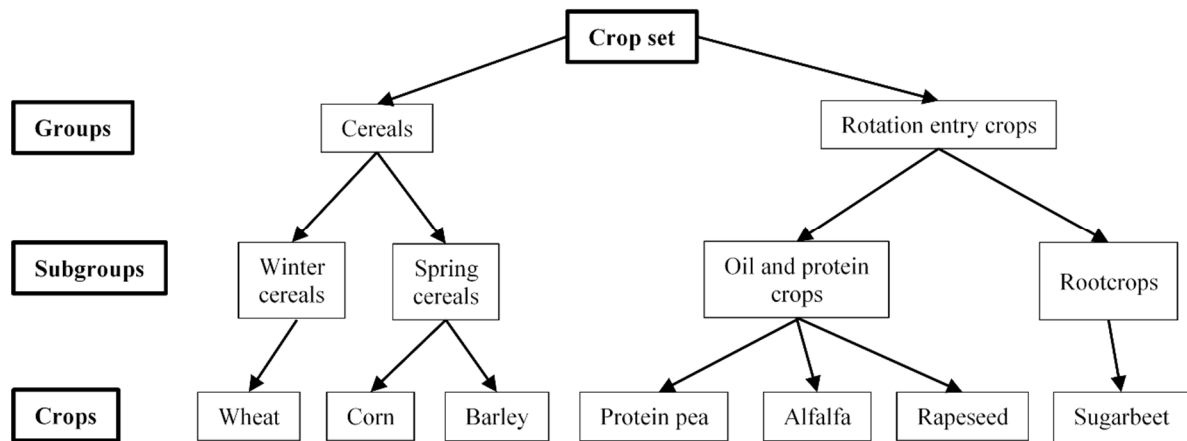 Crop set
Groups
Cereals
Rotation entry crops
Subgroups
Winter
cereals
Spring
cereals
Oil and protein
crops
Rootcrops
Crops
Wheat
Corn
Barley
Protein pea
Alfalfa
Rapeseed
Sugarbeet